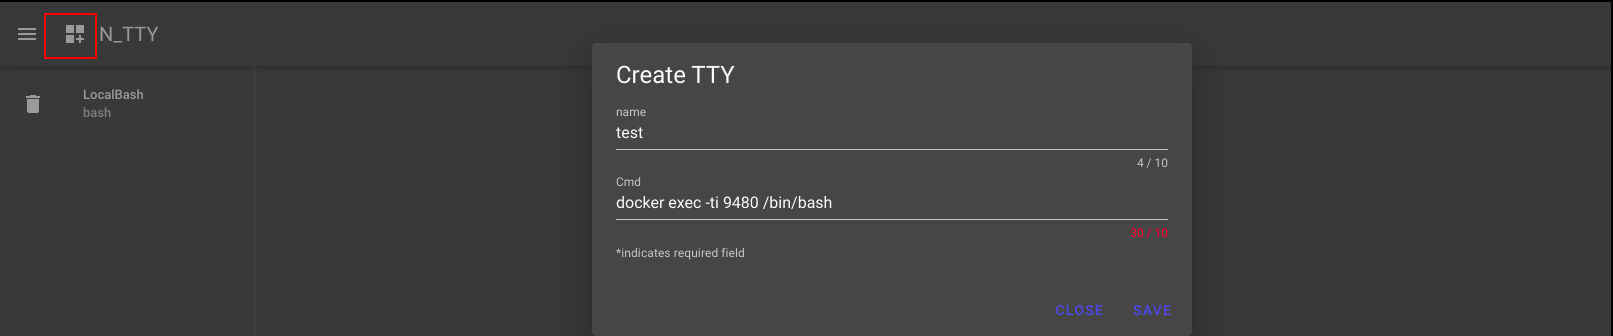 N_TTY
LocalBash
bash
Create TTY
name
test
4 / 10
Cmd
docker exec -ti 9480 /bin/bash
30 / 10
*indicates required field
CLOSE SAVE